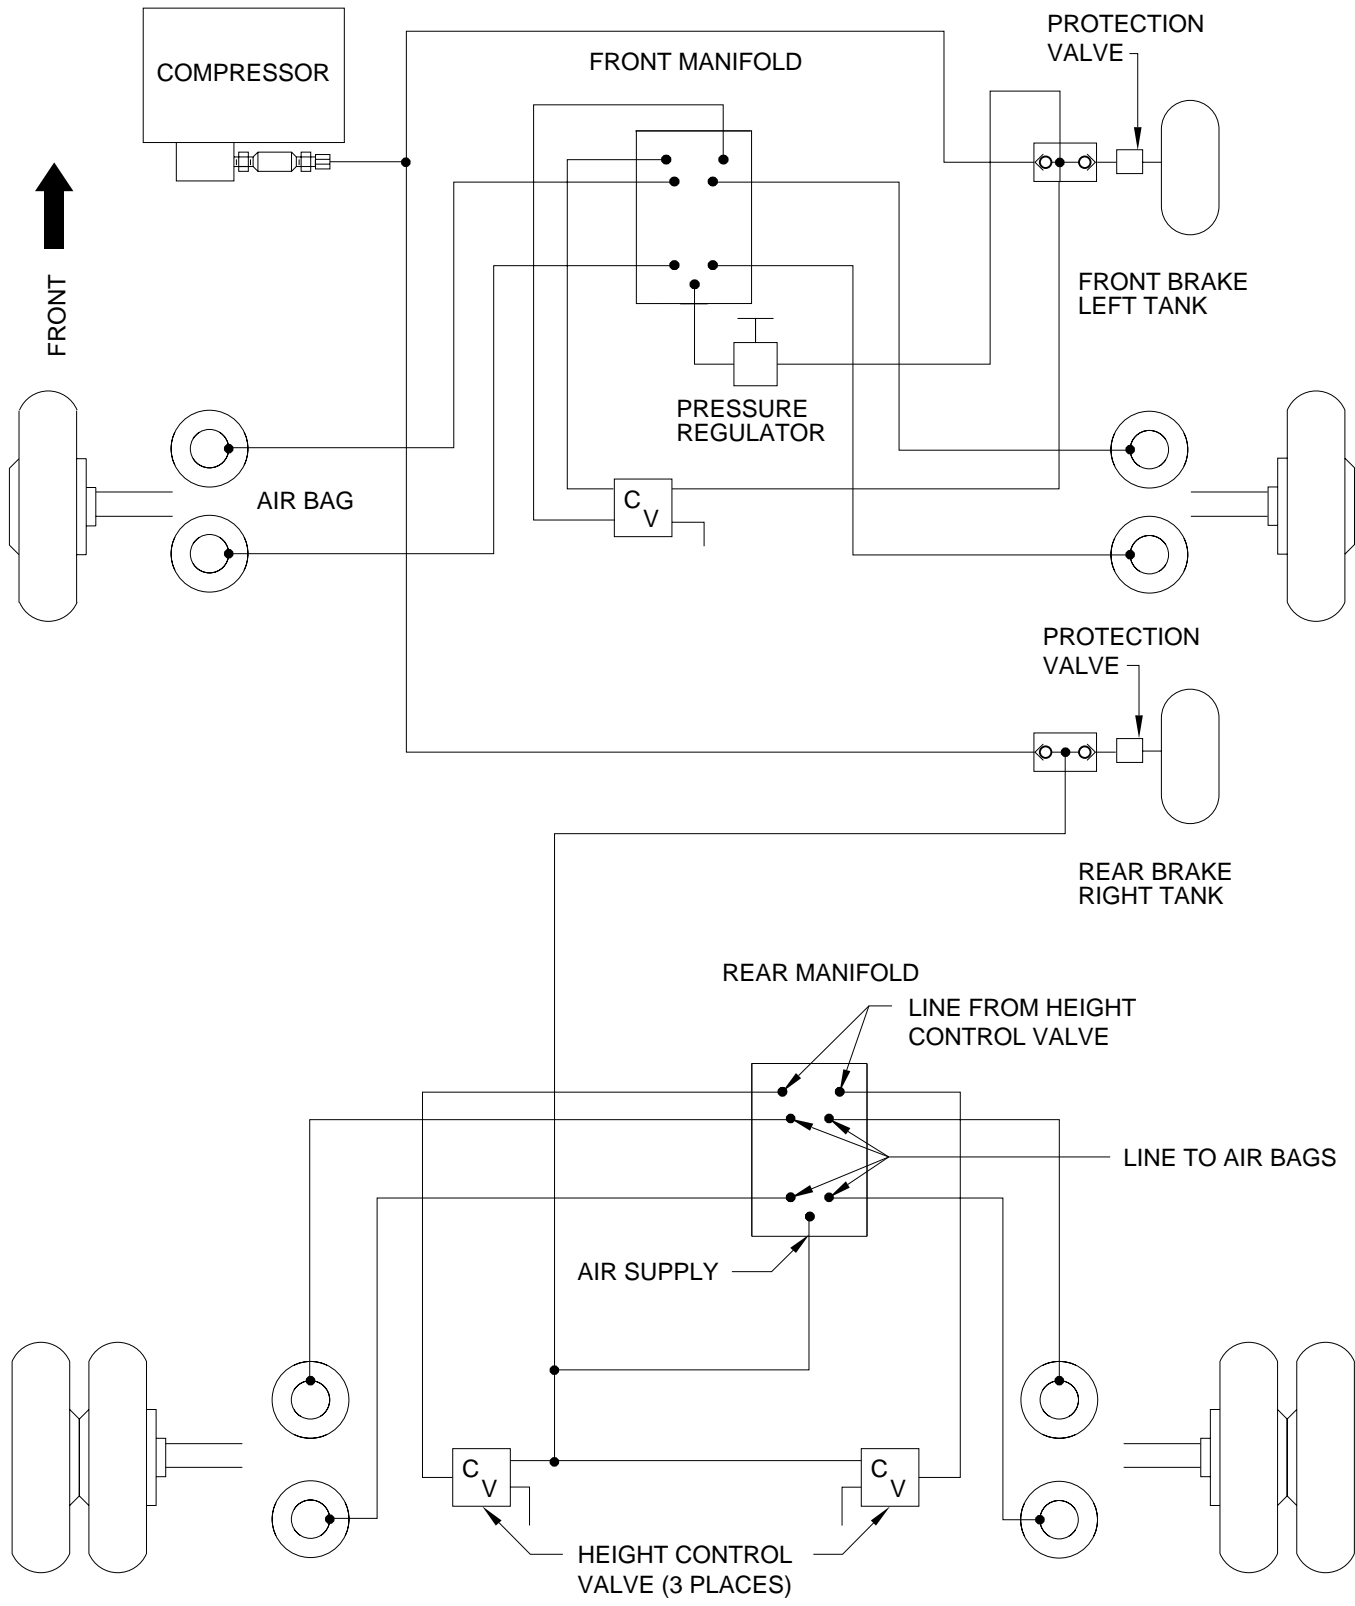 PROTECTION
VALVE
COMPRESSOR
FRONT MANIFOLD
FRONT
FRONT BRAKE
LEFT TANK
PRESSURE
REGULATOR
AIR BAG
C
V
PROTECTION
VALVE
REAR BRAKE
RIGHT TANK
REAR MANIFOLD
LINE FROM HEIGHT
CONTROL VALVE
LINE TO AIR BAGS
AIR SUPPLY
C
V
C
V
HEIGHT CONTROL
VALVE (3 PLACES)